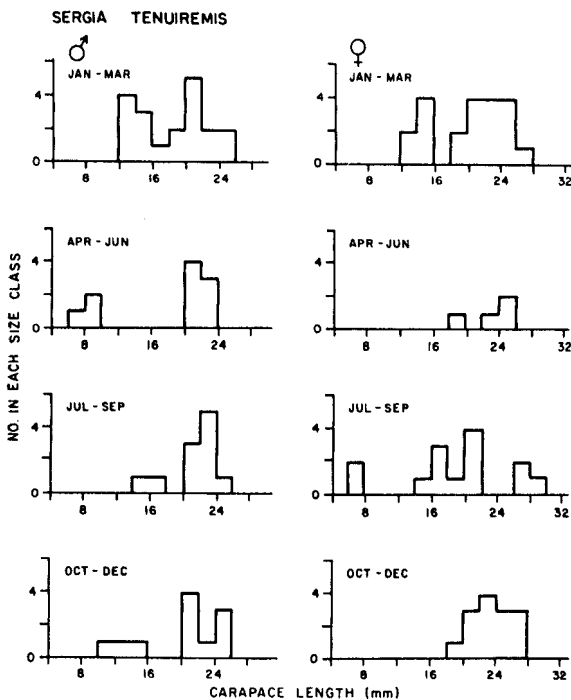 SERGIA TENUIREMIS
♂ ♀
JAN - MAR JAN - MAR
4 4
0 0
8 16 24 8 16 24 32
APR - JUN APR - JUN
4 4
0 0
8 16 24 8 16 24 32
JUL - SEP JUL - SEP
4 4
0 0
8 16 24 8 16 24 32
OCT - DEC OCT - DEC
4 4
0 0
8 16 24 8 16 24 32
NO. IN EACH SIZE CLASS
CARAPACE LENGTH (mm)